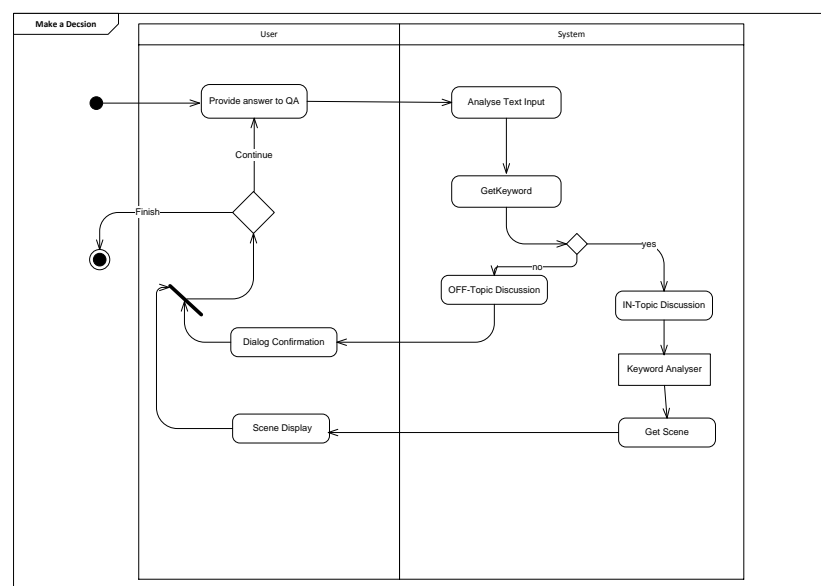 Make a Decsion
User
System
Provide answer to QA
Analyse Text Input
Continue
GetKeyword
Finish
yes
no
OFF-Topic Discussion
IN-Topic Discussion
Dialog Confirmation
Keyword Analyser
Scene Display
Get Scene